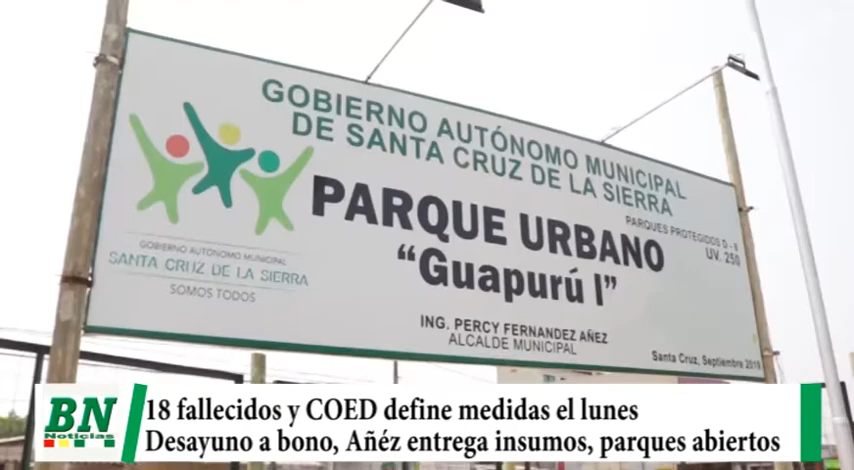 GOBIERNO AUTÓNOMO MUNICIPAL
DE SANTA CRUZ DE LA SIERRA
PARQUE URBANO
"Guapurú I"
PARQUES PROTEGIDOS D -
UV. 250
GOBIERNO AUTÓNOMO MUNICIPAL
SANTA CRUZ DE LA SIERRA
SOMOS TODOS
ING. PERCY FERNANDEZ AÑEZ
ALCALDE MUNICIPAL
Santa Cruz, Septiembre 2019
BN
Noticias
18 fallecidos y COED define medidas el lunes
Desayuno a bono, Añéz entrega insumos, parques abiertos